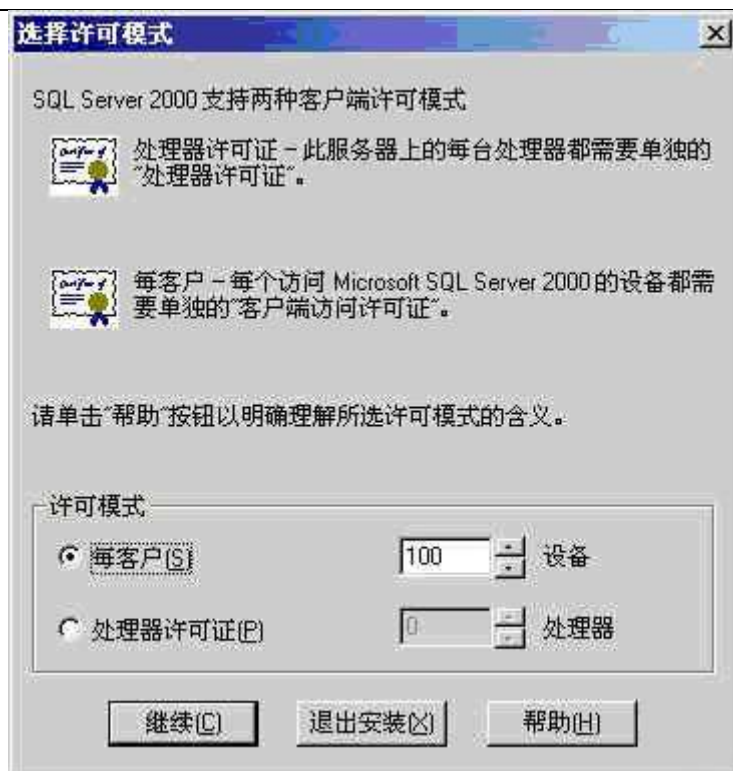 选择许可模式
SQL Server 2000 支持两种客户端许可模式
处理器许可证 - 此服务器上的每台处理器都需要单独的
"处理器许可证"。
每客户 - 每个访问 Microsoft SQL Server 2000 的设备都需
要单独的"客户端访问许可证"。
请单击"帮助"按钮以明确理解所选许可模式的含义。
许可模式
每客户(S) 100 设备
处理器许可证(P) 0 处理器
继续(C) 退出安装(X) 帮助(H)